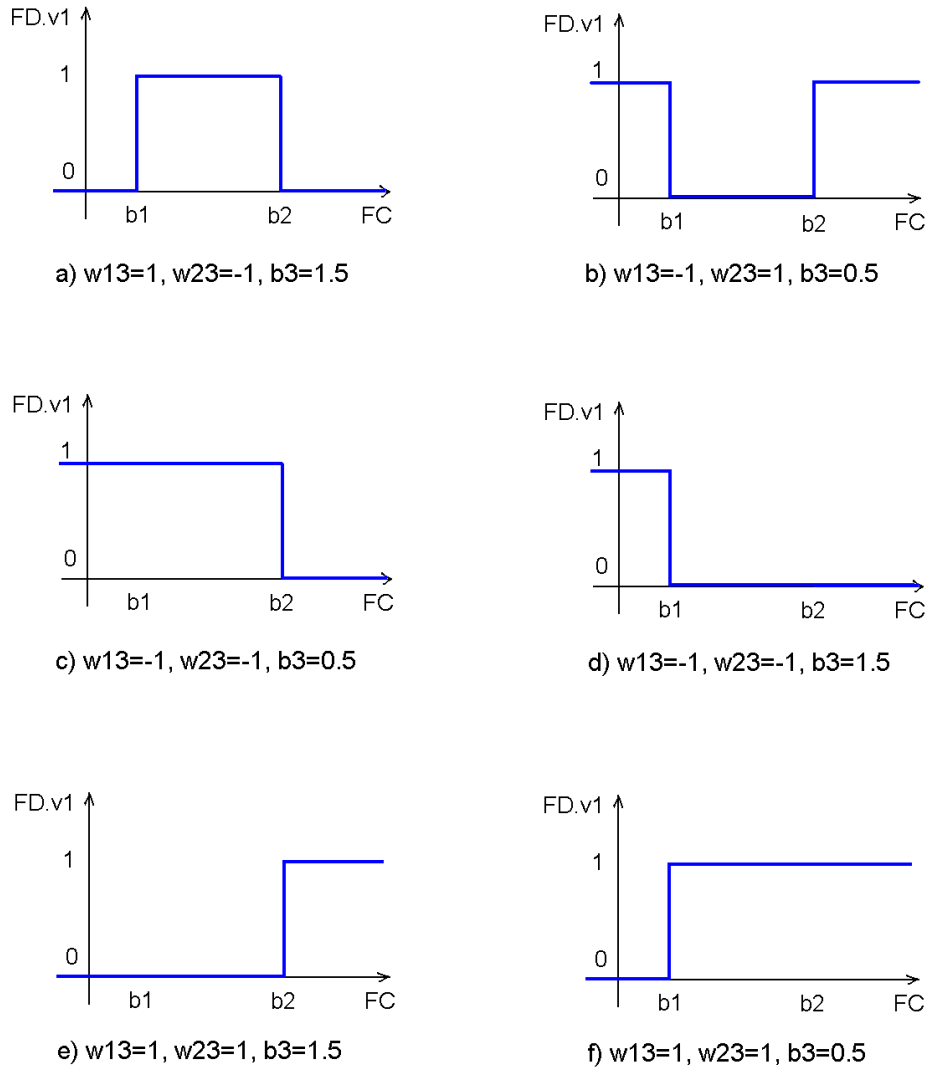 FD.v1
1
0
b1 b2 FC
a) w13=1, w23=-1, b3=1.5
FD.v1
1
0
b1 b2 FC
b) w13=-1, w23=1, b3=0.5
FD.v1
1
0
b1 b2 FC
c) w13=-1, w23=-1, b3=0.5
FD.v1
1
0
b1 b2 FC
d) w13=-1, w23=-1, b3=1.5
FD.v1
1
0
b1 b2 FC
e) w13=1, w23=1, b3=1.5
FD.v1
1
0
b1 b2 FC
f) w13=1, w23=1, b3=0.5